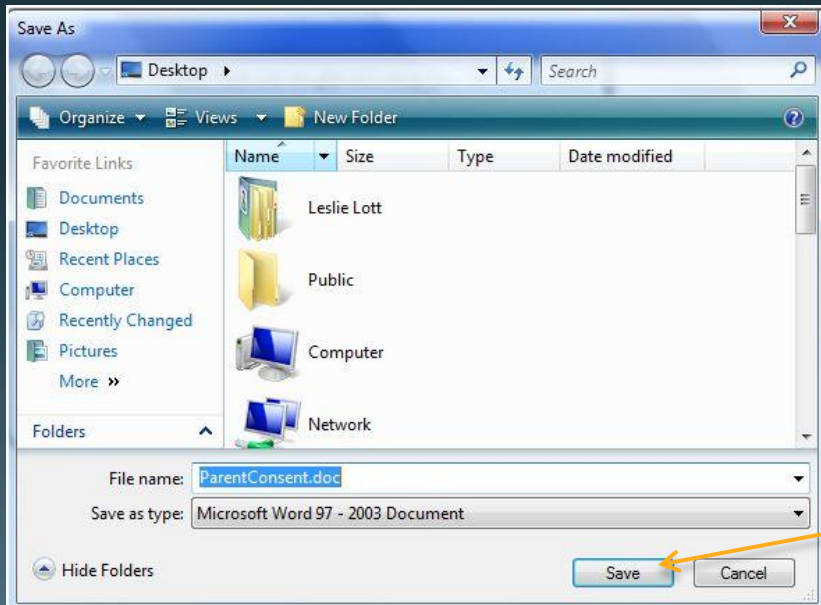 Save As
Desktop
Search
Organize Views New Folder
Favorite Links
Name Size Type Date modified
Documents
Desktop
Recent Places
Computer
Recently Changed
Pictures
More »
Folders
Leslie Lott
Public
Computer
Network
File name: ParentConsent.doc
Save as type: Microsoft Word 97 - 2003 Document
Hide Folders
Save Cancel